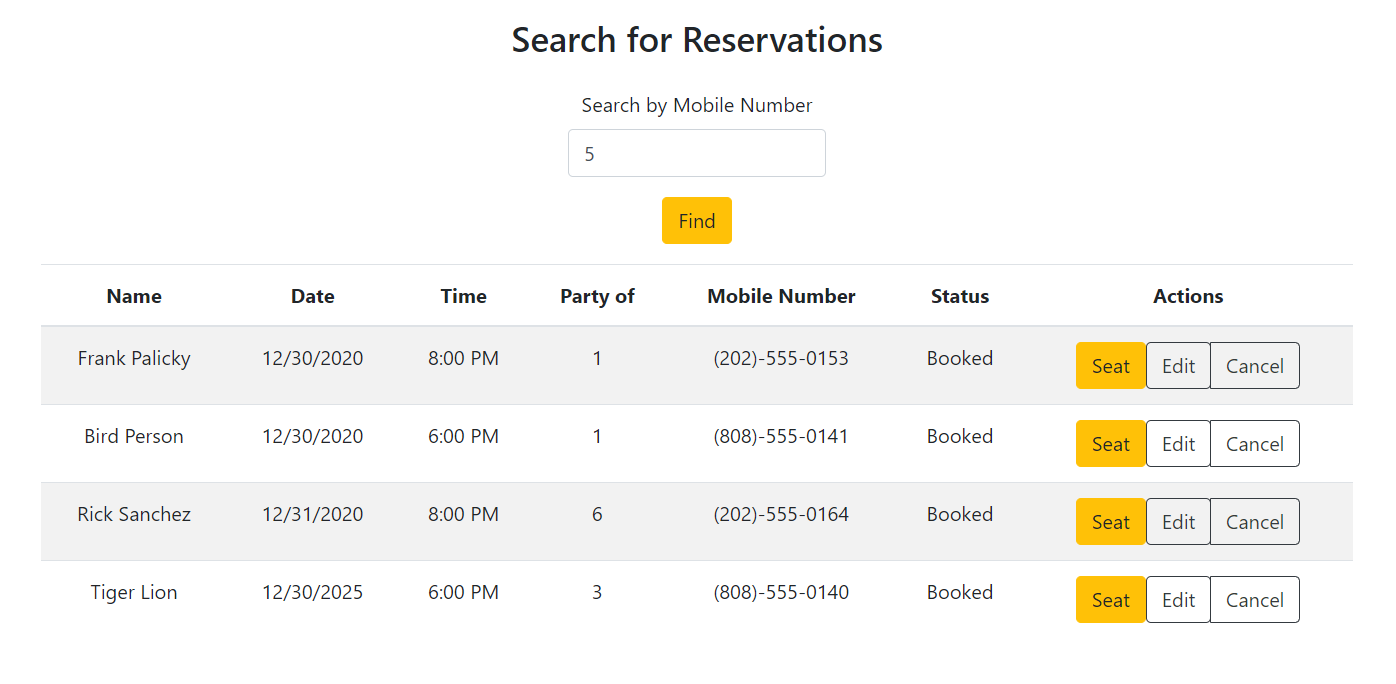 Search for Reservations
Search by Mobile Number
5
Find
Name Date Time Party of Mobile Number Status Actions
Frank Palicky 12/30/2020 8:00 PM 1 (202)-555-0153 Booked Seat Edit Cancel
Bird Person 12/30/2020 6:00 PM 1 (808)-555-0141 Booked Seat Edit Cancel
Rick Sanchez 12/31/2020 8:00 PM 6 (202)-555-0164 Booked Seat Edit Cancel
Tiger Lion 12/30/2025 6:00 PM 3 (808)-555-0140 Booked Seat Edit Cancel